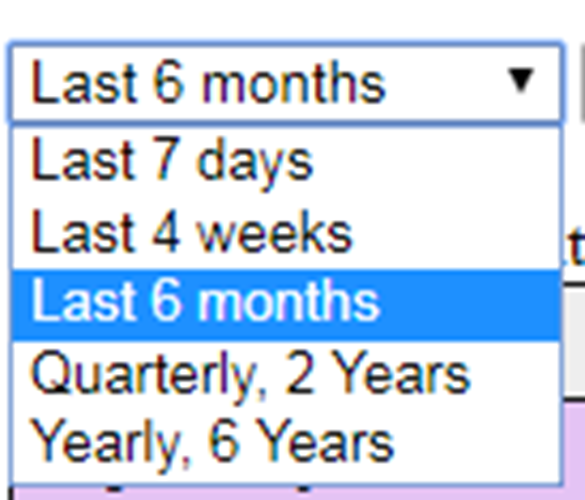 Last 6 months
Last 7 days
Last 4 weeks
Last 6 months
Quarterly, 2 Years
Yearly, 6 Years